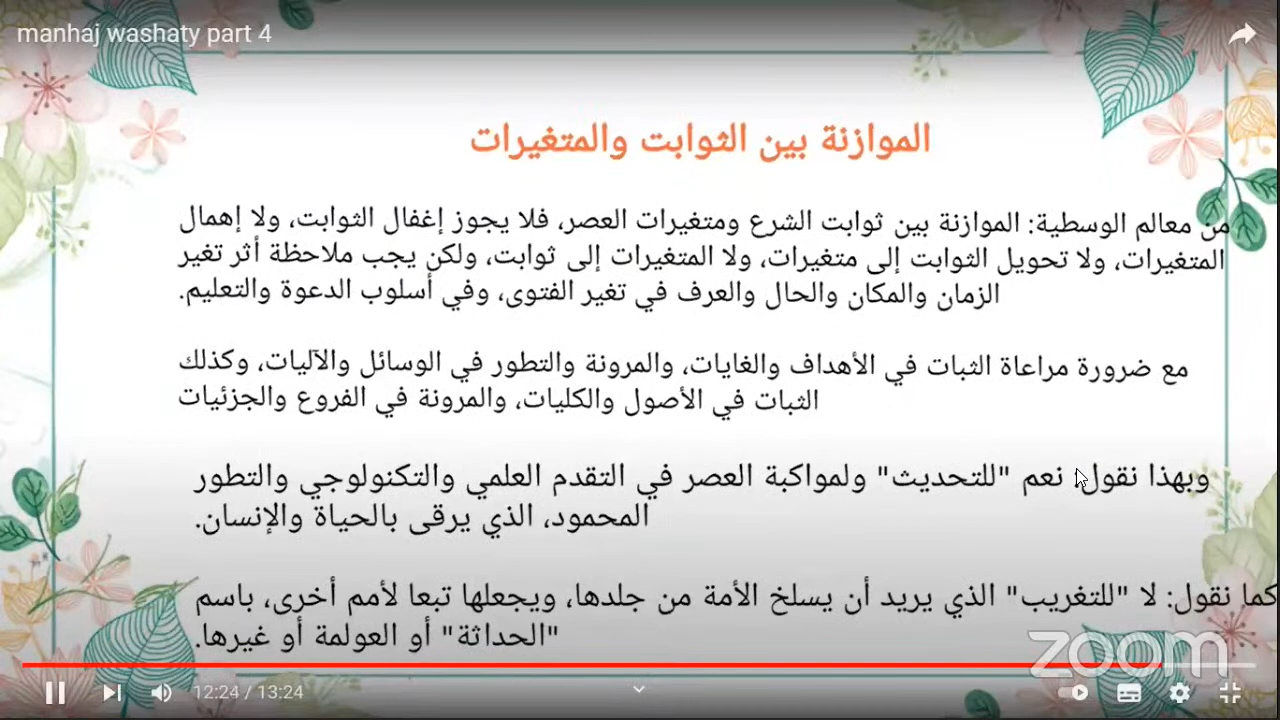 manhaj washaty part 4
الموازنة بين الثوابت والمتغيرات
من معالم الوسطية: الموازنة بين ثوابت الشرع ومتغيرات العصر، فلا يجوز إغفال الثوابت، ولا إهمال
المتغيرات، ولا تحويل الثوابت إلى متغيرات، ولا المتغيرات إلى ثوابت، ولكن يجب ملاحظة أثر تغير
الزمان والمكان والحال والعرف في تغير الفتوى، وفي أسلوب الدعوة والتعليم.
مع ضرورة مراعاة الثبات في الأهداف والغايات، والمرونة والتطور في الوسائل والآليات، وكذلك
الثبات في الأصول والكليات، والمرونة في الفروع والجزئيات
وبهذا نقول: نعم "للتحديث" ولمواكبة العصر في التقدم العلمي والتكنولوجي والتطور
المحمود، الذي يرقى بالحياة والإنسان.
كما نقول: لا "للتغريب" الذي يريد أن يسلخ الأمة من جلدها، ويجعلها تبعا لأمم أخرى، باسم
"الحداثة" أو العولمة أو غيرها.
zoom
12:24 / 13:24